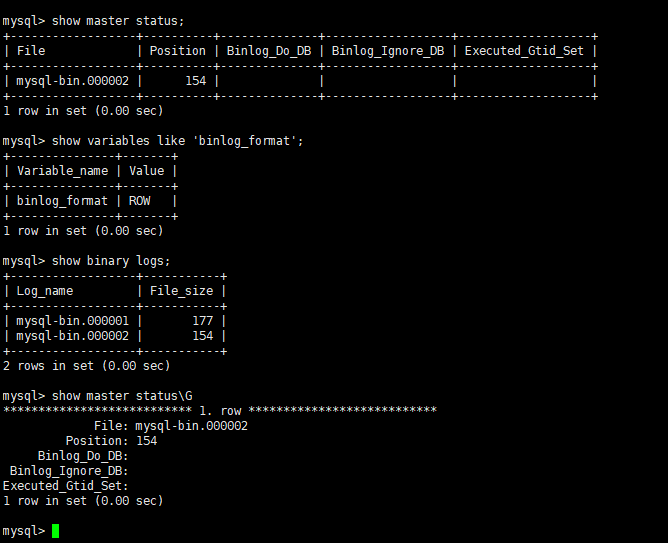 mysql> show master status;
+------------------+----------+--------------+------------------+-------------------+
| File             | Position | Binlog_Do_DB | Binlog_Ignore_DB | Executed_Gtid_Set |
+------------------+----------+--------------+------------------+-------------------+
| mysql-bin.000002 |      154 |              |                  |                   |
+------------------+----------+--------------+------------------+-------------------+
1 row in set (0.00 sec)
mysql> show variables like 'binlog_format';
+---------------+-------+
| Variable_name | Value |
+---------------+-------+
| binlog_format | ROW   |
+---------------+-------+
1 row in set (0.00 sec)
mysql> show binary logs;
+------------------+-----------+
| Log_name         | File_size |
+------------------+-----------+
| mysql-bin.000001 |       177 |
| mysql-bin.000002 |       154 |
+------------------+-----------+
2 rows in set (0.00 sec)
mysql> show master status\G
*************************** 1. row ***************************
             File: mysql-bin.000002
         Position: 154
     Binlog_Do_DB:
 Binlog_Ignore_DB:
Executed_Gtid_Set:
1 row in set (0.00 sec)
mysql>